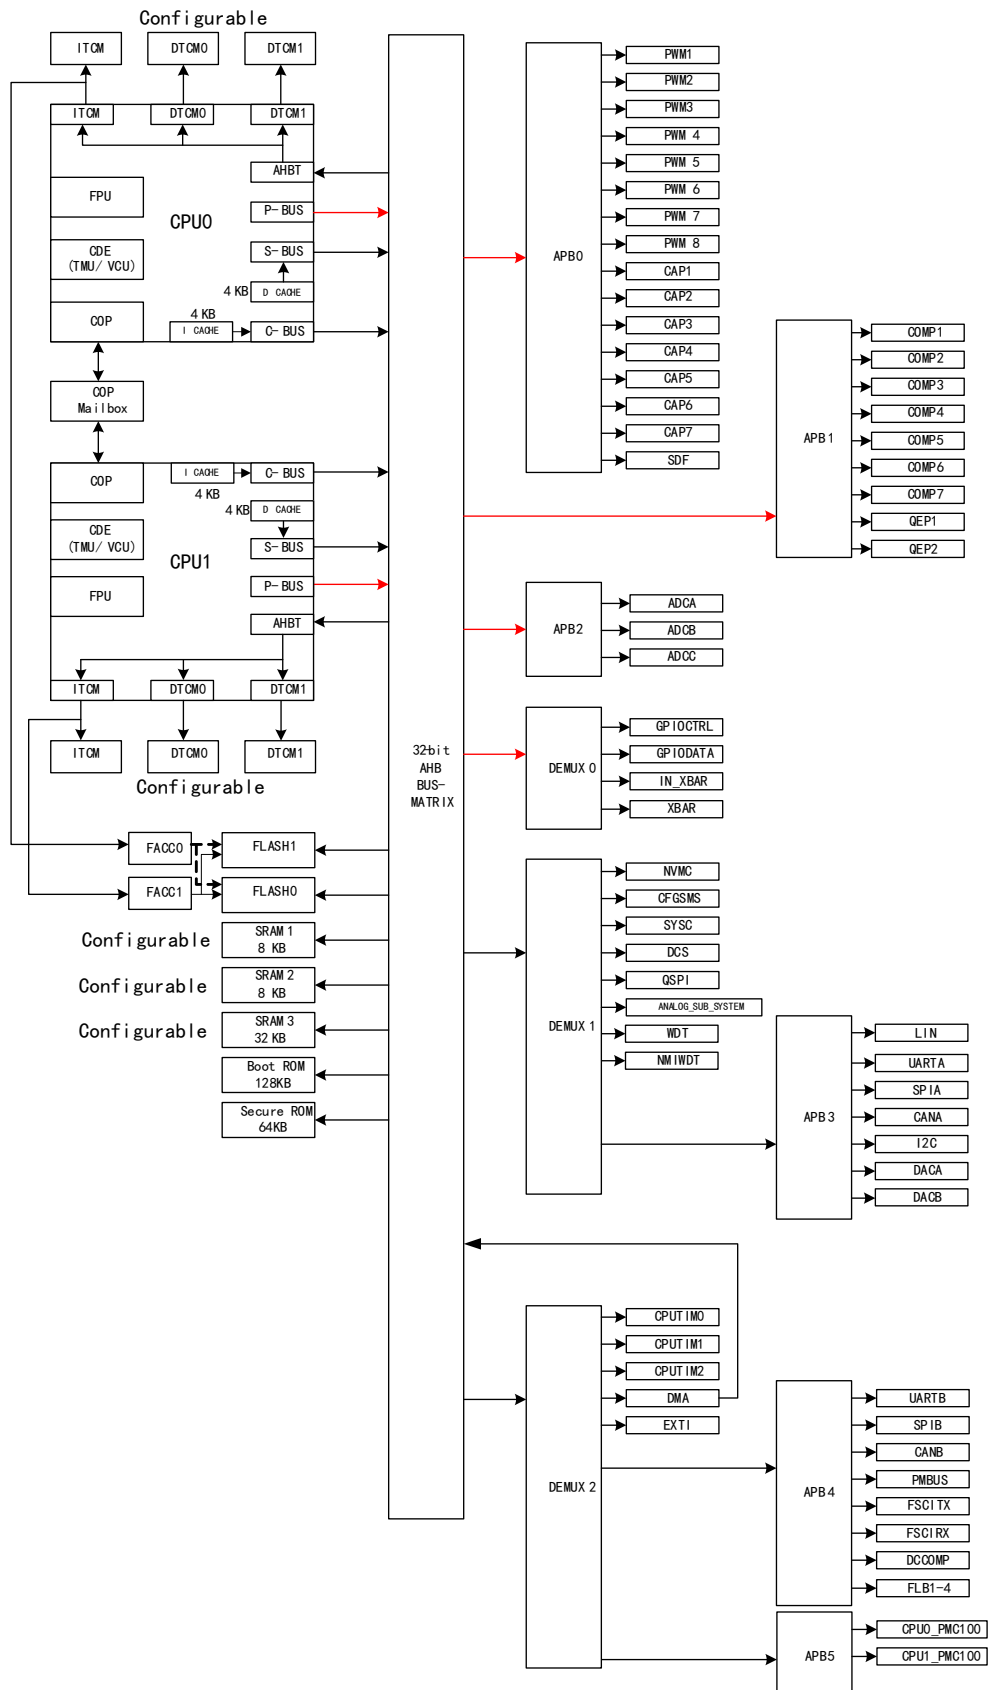 Configurable
ITCM
DTCM0
DTCM1
ITCM
DTCM0
DTCM1
AHBT
FPU
P-BUS
CPU0
S-BUS
CDE
(TMU/VCU)
4 KB
D CACHE
4 KB
COP
I CACHE
C-BUS
COP
Mailbox
COP
I CACHE
C-BUS
4 KB
4 KB
D CACHE
CDE
(TMU/VCU)
S-BUS
CPU1
FPU
P-BUS
AHBT
ITCM
DTCM0
DTCM1
ITCM
DTCM0
DTCM1
Configurable
FACC0
FLASH1
FACC1
FLASH0
Configurable
SRAM1
8 KB
Configurable
SRAM2
8 KB
Configurable
SRAM3
32 KB
Boot ROM
128KB
Secure ROM
64KB
32-bit
AHB
BUS-
MATRIX
APB0
PWM1
PWM2
PWM3
PWM 4
PWM 5
PWM 6
PWM 7
PWM 8
CAP1
CAP2
CAP3
CAP4
CAP5
CAP6
CAP7
SDF
APB1
COMP1
COMP2
COMP3
COMP4
COMP5
COMP6
COMP7
QEP1
QEP2
APB2
ADCA
ADCB
ADCC
DEMUX 0
GPIOCTRL
GPIODATA
IN_XBAR
XBAR
DEMUX 1
NVMC
CFGSMS
SYSC
DCS
QSPI
ANALOG_SUB_SYSTEM
WDT
NMIWDT
APB3
LIN
UARTA
SPIA
CANA
I2C
DACA
DACB
DEMUX 2
CPUTIM0
CPUTIM1
CPUTIM2
DMA
EXTI
APB4
UARTB
SPIB
CANB
PMBUS
FSCITX
FSCIRX
DCCOMP
FLB1-4
APB5
CPU0_PMC100
CPU1_PMC100